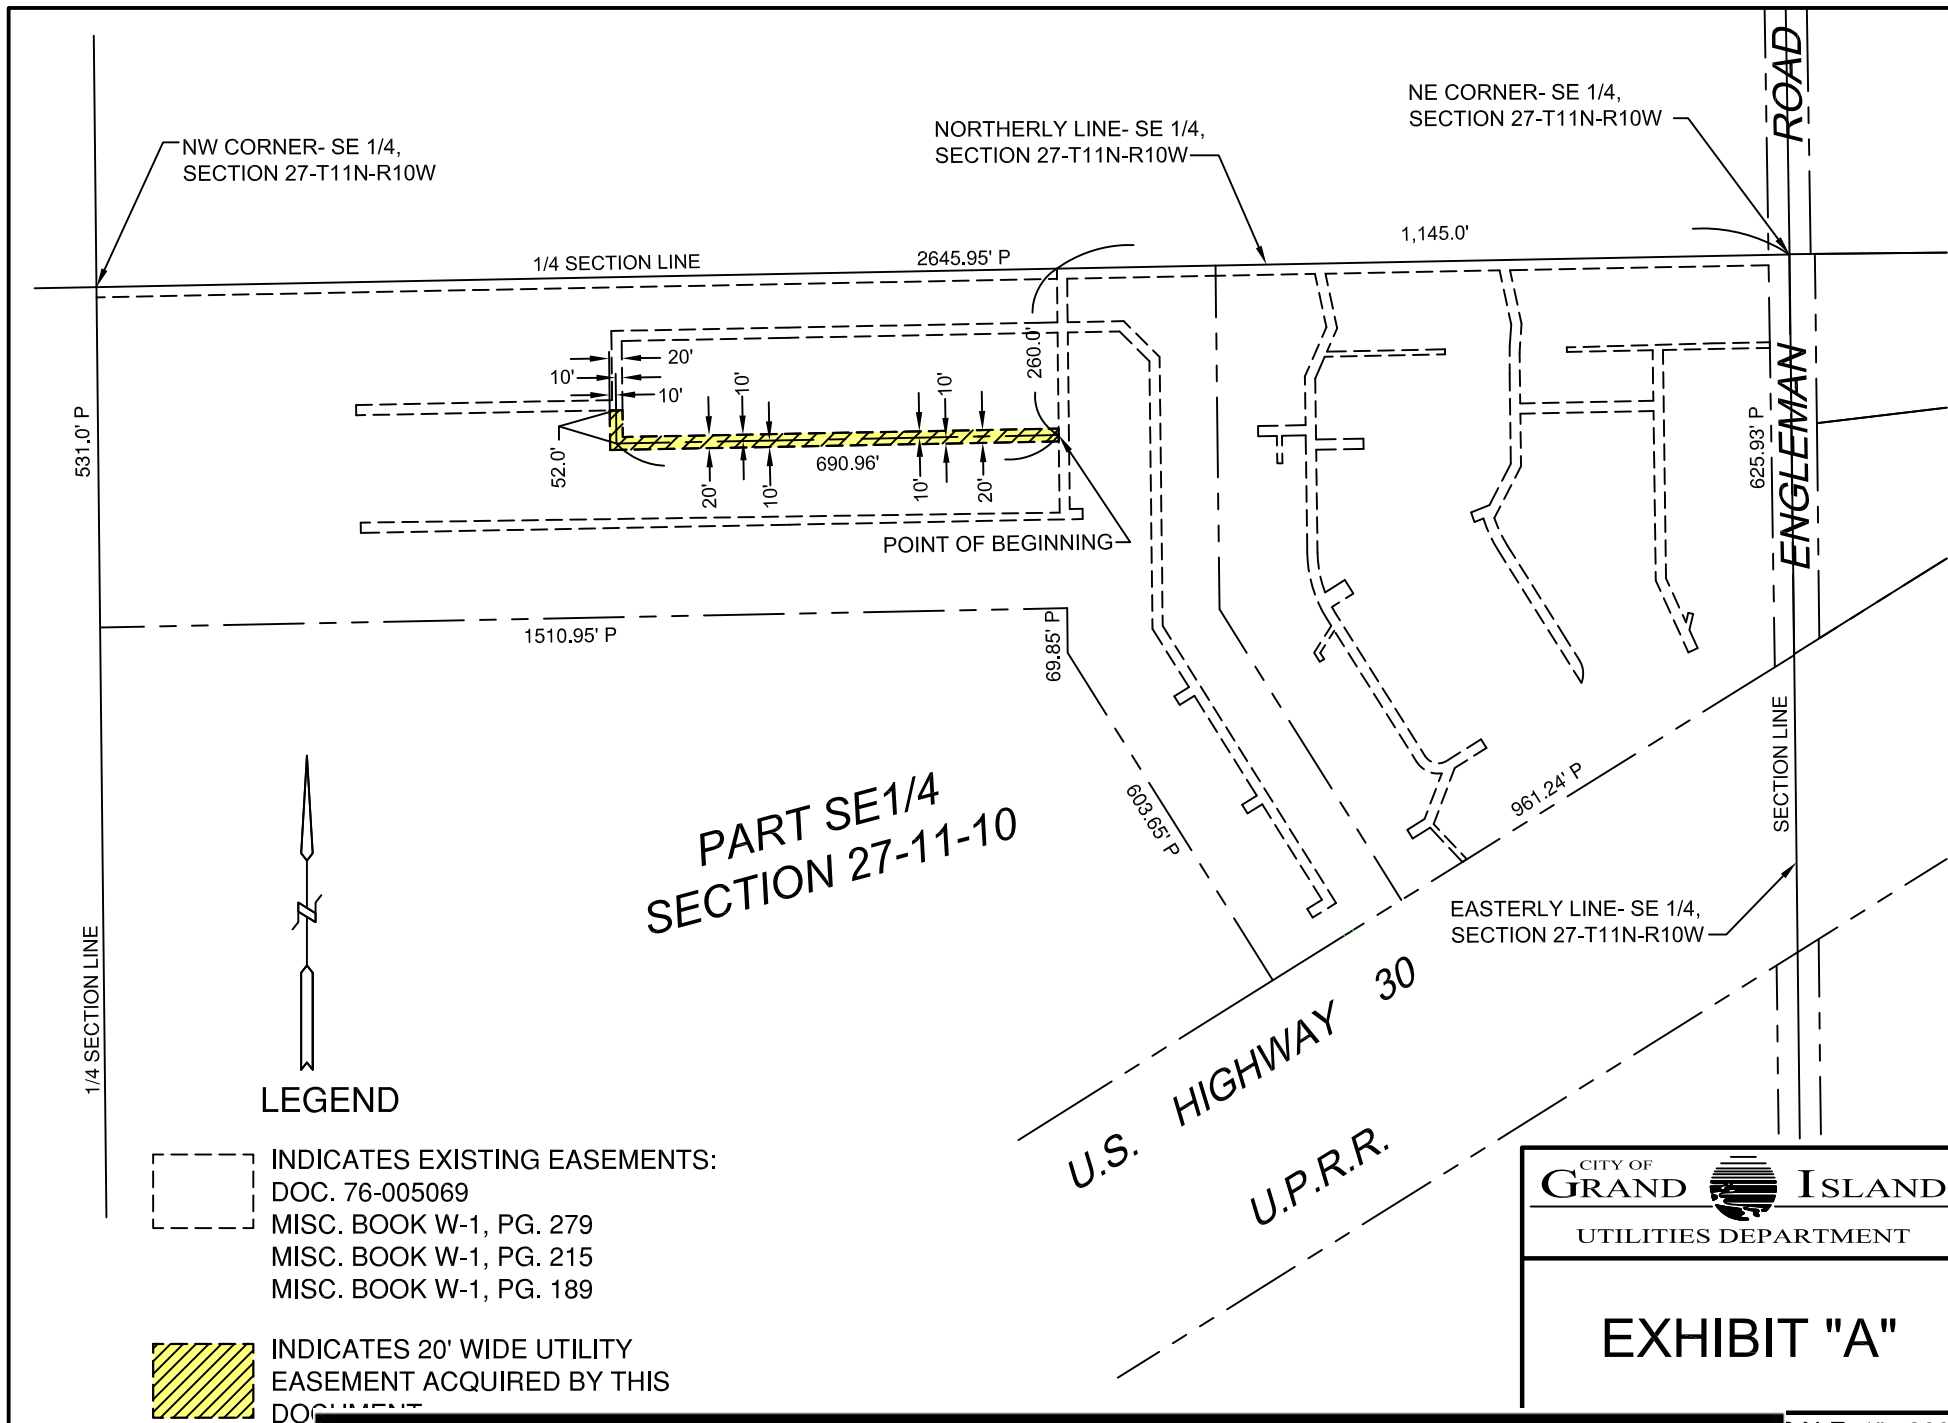 ROAD
NE CORNER- SE 1/4,
SECTION 27-T11N-R10W
NORTHERLY LINE- SE 1/4,
SECTION 27-T11N-R10W
NW CORNER- SE 1/4,
SECTION 27-T11N-R10W
1,145.0'
1/4 SECTION LINE
2645.95' P
260.0'
20'
10'
10'
10'
10'
531.0' P
52.0'
690.96'
20'
10'
10'
20'
625.93' P
ENGLEMAN
POINT OF BEGINNING
1510.95' P
69.85' P
SECTION LINE
603.65' P
961.24' P
PART SE1/4
SECTION 27-11-10
EASTERLY LINE- SE 1/4,
SECTION 27-T11N-R10W
1/4 SECTION LINE
U.S. HIGHWAY 30
U.P.R.R.
LEGEND
INDICATES EXISTING EASEMENTS:
DOC. 76-005069
MISC. BOOK W-1, PG. 279
MISC. BOOK W-1, PG. 215
MISC. BOOK W-1, PG. 189
INDICATES 20' WIDE UTILITY
EASEMENT ACQUIRED BY THIS
DOCUMENT
CITY OF
GRAND ISLAND
UTILITIES DEPARTMENT
EXHIBIT "A"